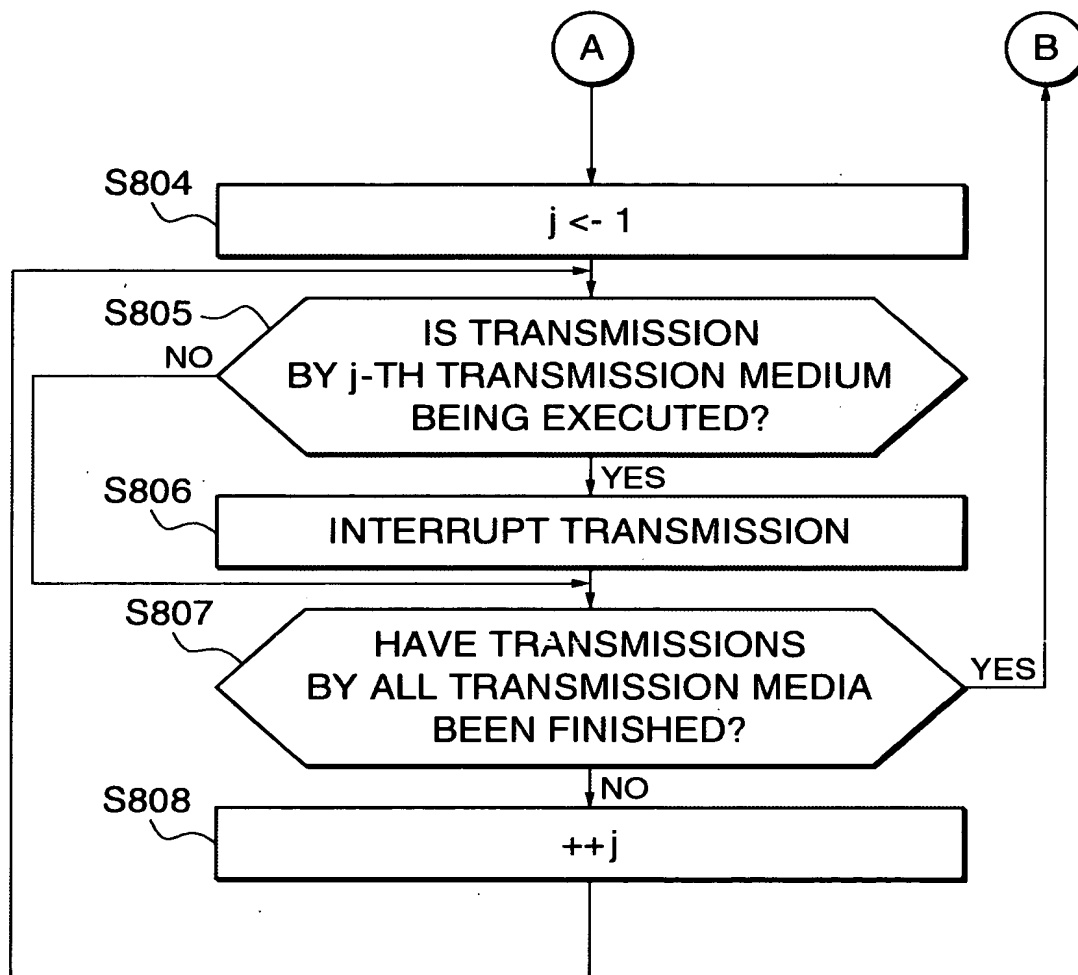 A
B
S804
j <- 1
S805
NO
IS TRANSMISSION
BY j-TH TRANSMISSION MEDIUM
BEING EXECUTED?
YES
S806
INTERRUPT TRANSMISSION
S807
HAVE TRANSMISSIONS
BY ALL TRANSMISSION MEDIA
BEEN FINISHED?
YES
NO
S808
++j